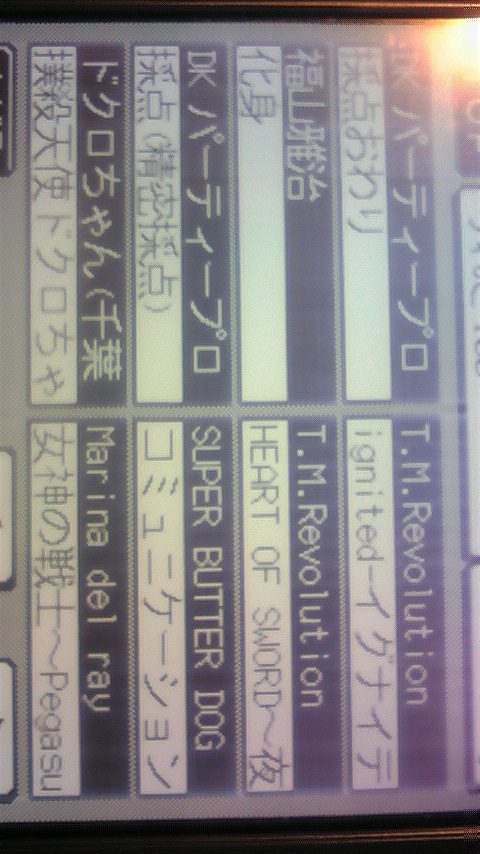 DK パーティープロ
採点おわり
T.M.Revolution
ignited-イグナイテ
福山雅治
化身
T.M.Revolution
HEART OF SWORD～夜
DK パーティープロ
採点(精密採点)
SUPER BUTTER DOG
コミュニケーション
ドクロちゃん(千葉
撲殺天使ドクロちゃ
Marina del ray
女神の戦士～Pegasu